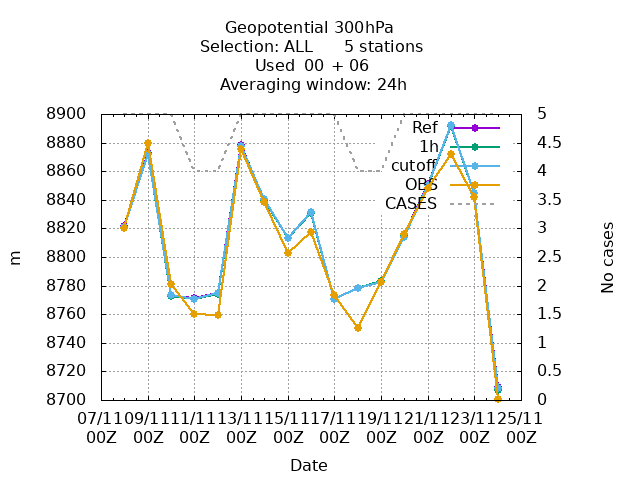 Geopotential 300hPa
Selection: ALL 5 stations
Used 00 + 06
Averaging window: 24h
8900
8880
8860
8840
8820
8800
8780
8760
8740
8720
8700
m
5
4.5
4
3.5
3
2.5
2
1.5
1
0.5
0
No cases
Ref
1h
cutoff
OBS
CASES
07/11 09/11 11/11 13/11 15/11 17/11 19/11 21/11 23/11 25/11
00Z 00Z 00Z 00Z 00Z 00Z 00Z 00Z 00Z 00Z
Date